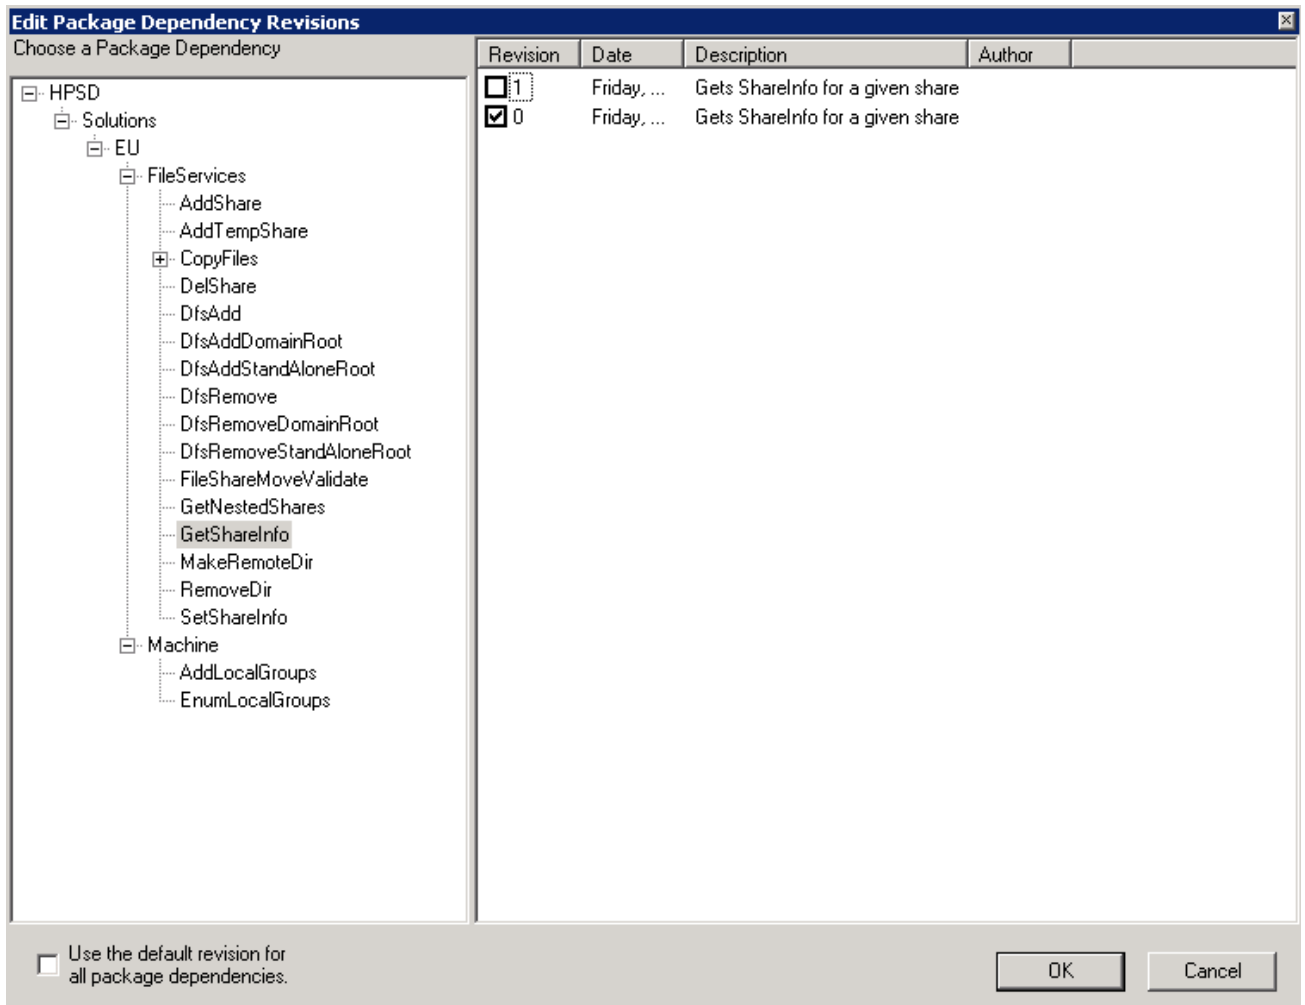 Edit Package Dependency Revisions
Choose a Package Dependency
HPSD
Solutions
EU
FileServices
AddShare
AddTempShare
CopyFiles
DelShare
DfsAdd
DfsAddDomainRoot
DfsAddStandAloneRoot
DfsRemove
DfsRemoveDomainRoot
DfsRemoveStandAloneRoot
FileShareMoveValidate
GetNestedShares
GetShareInfo
MakeRemoteDir
RemoveDir
SetShareInfo
Machine
AddLocalGroups
EnumLocalGroups
Revision Date Description Author
1 Friday, ... Gets ShareInfo for a given share
0 Friday, ... Gets ShareInfo for a given share
Use the default revision for
all package dependencies.
OK Cancel